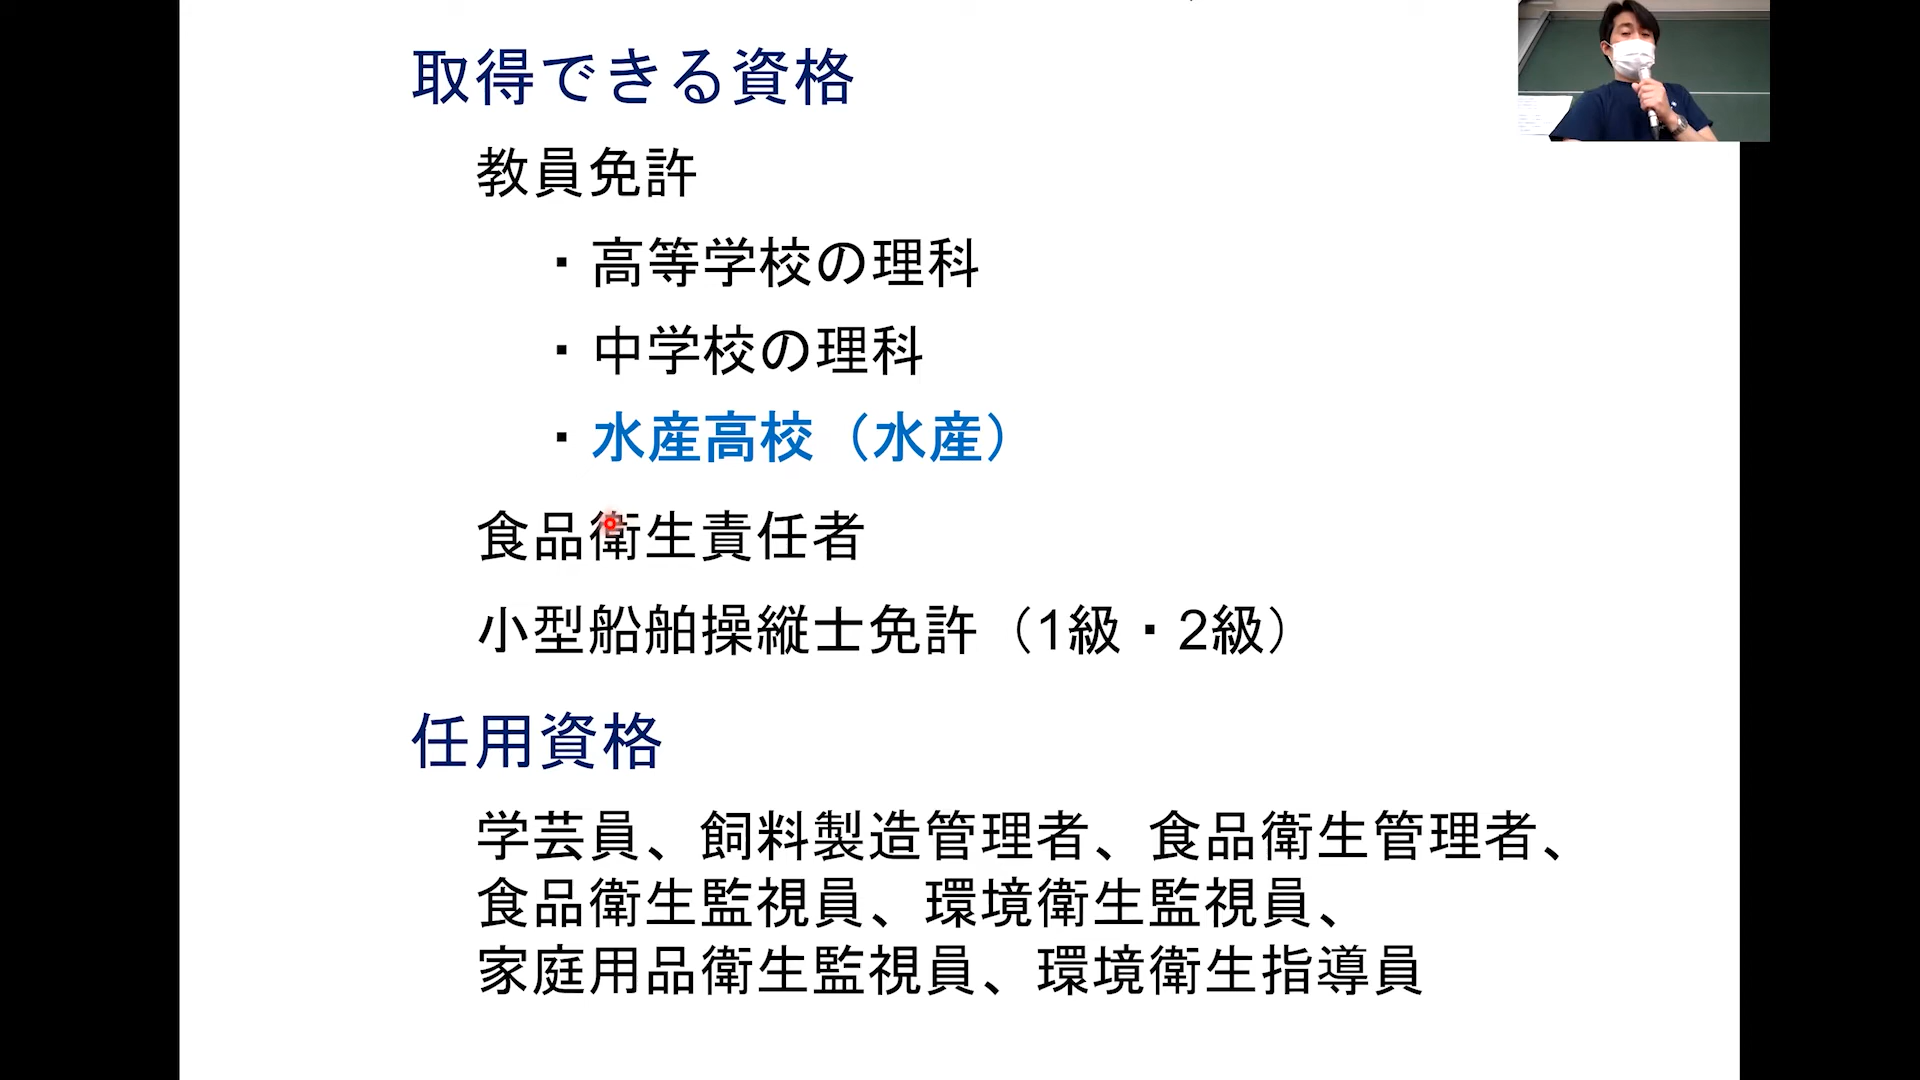 取得できる資格
教員免許
・高等学校の理科
・中学校の理科
・水産高校（水産）
食品衛生責任者
小型船舶操縦士免許（1級・2級）
任用資格
学芸員、飼料製造管理者、食品衛生管理者、
食品衛生監視員、環境衛生監視員、
家庭用品衛生監視員、環境衛生指導員